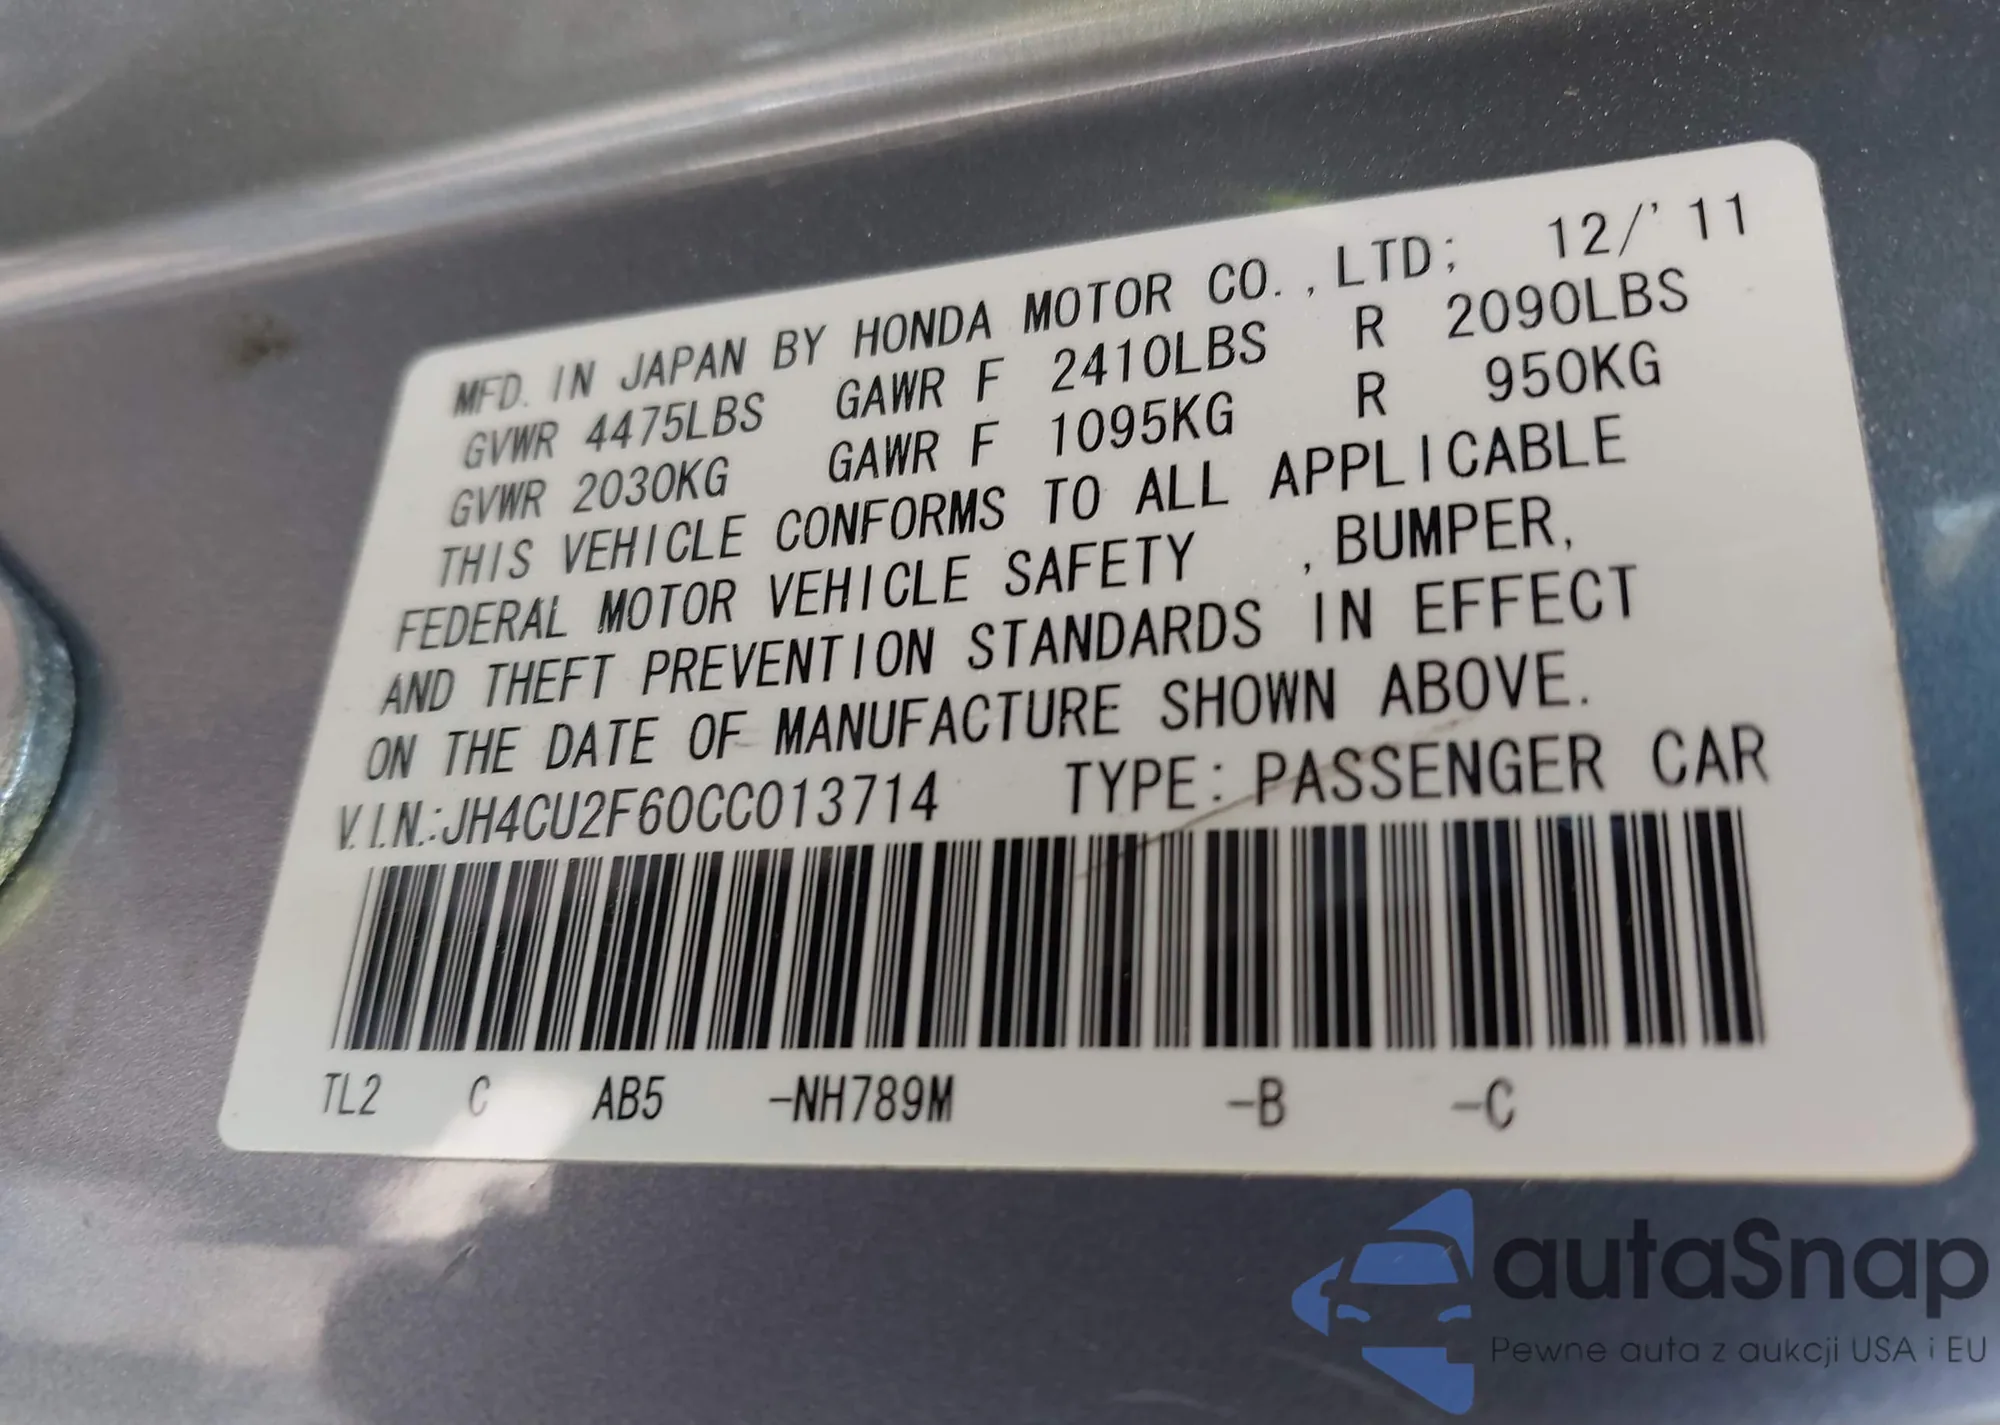 MFD. IN JAPAN BY HONDA MOTOR CO.,LTD; 12/'11
GVWR 4475LBS GAWR F 2410LBS R 2090LBS
GVWR 2030KG GAWR F 1095KG R 950KG
THIS VEHICLE CONFORMS TO ALL APPLICABLE
FEDERAL MOTOR VEHICLE SAFETY ,BUMPER,
AND THEFT PREVENTION STANDARDS IN EFFECT
ON THE DATE OF MANUFACTURE SHOWN ABOVE.
V.I.N.:JH4CU2F60CC013714 TYPE:PASSENGER CAR
TL2 C AB5 -NH789M -B -C
autaSnap
Pewne auta z aukcji USA i EU